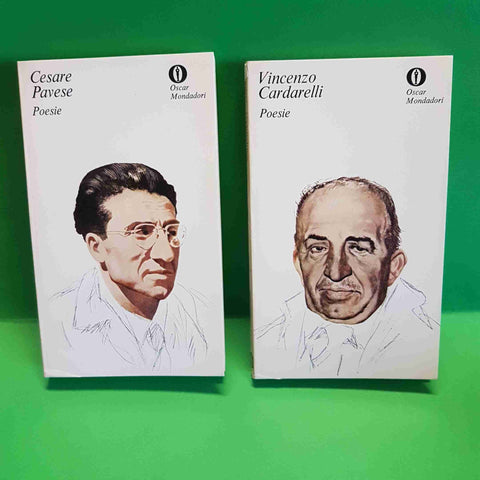 Cesare
Pavese
Poesie
Oscar
Mondadori
Vincenzo
Cardarelli
Poesie
Oscar
Mondadori